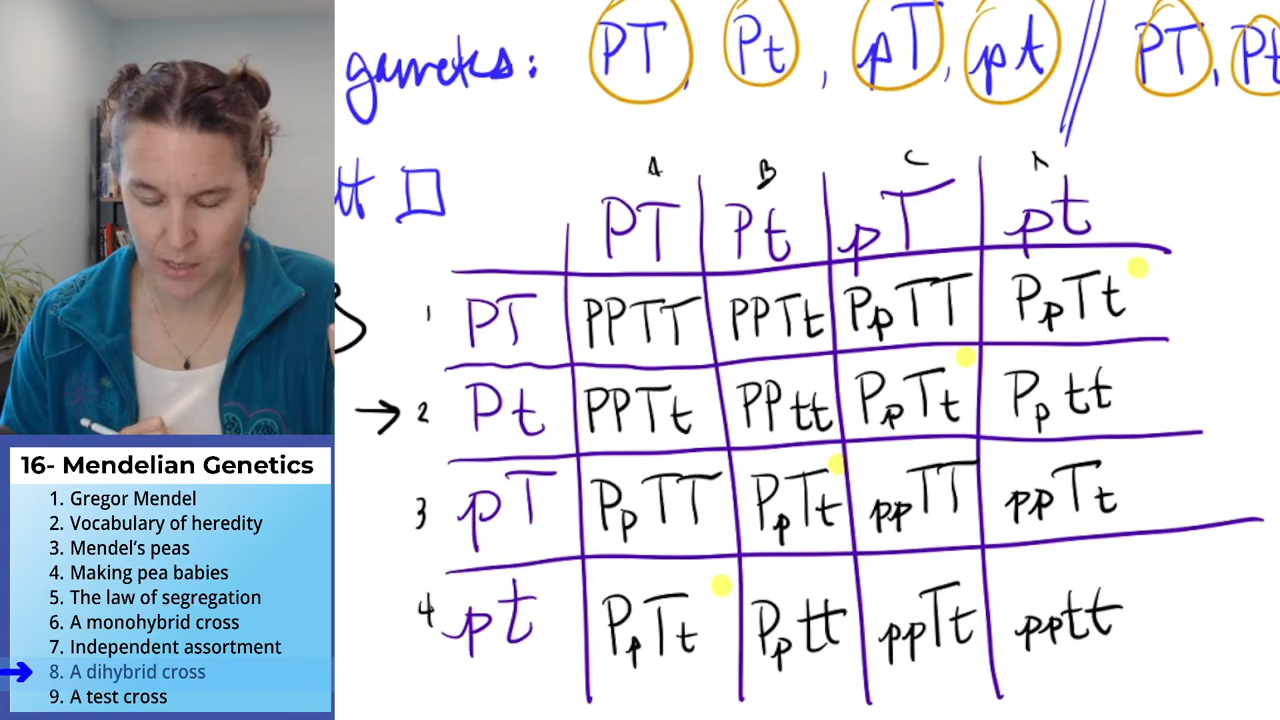 gametes: PT, Pt, pT, pt // PT, Pt
tt
A B C
PT Pt pT pt
1 PT PPTT PPTt PpTT PpTt
→ 2 Pt PPTt PPtt PpTt Pptt
3 pT PpTT PpTt ppTT ppTt
4 pt PpTt Pptt ppTt pptt
16- Mendelian Genetics
1. Gregor Mendel
2. Vocabulary of heredity
3. Mendel's peas
4. Making pea babies
5. The law of segregation
6. A monohybrid cross
7. Independent assortment
8. A dihybrid cross
9. A test cross